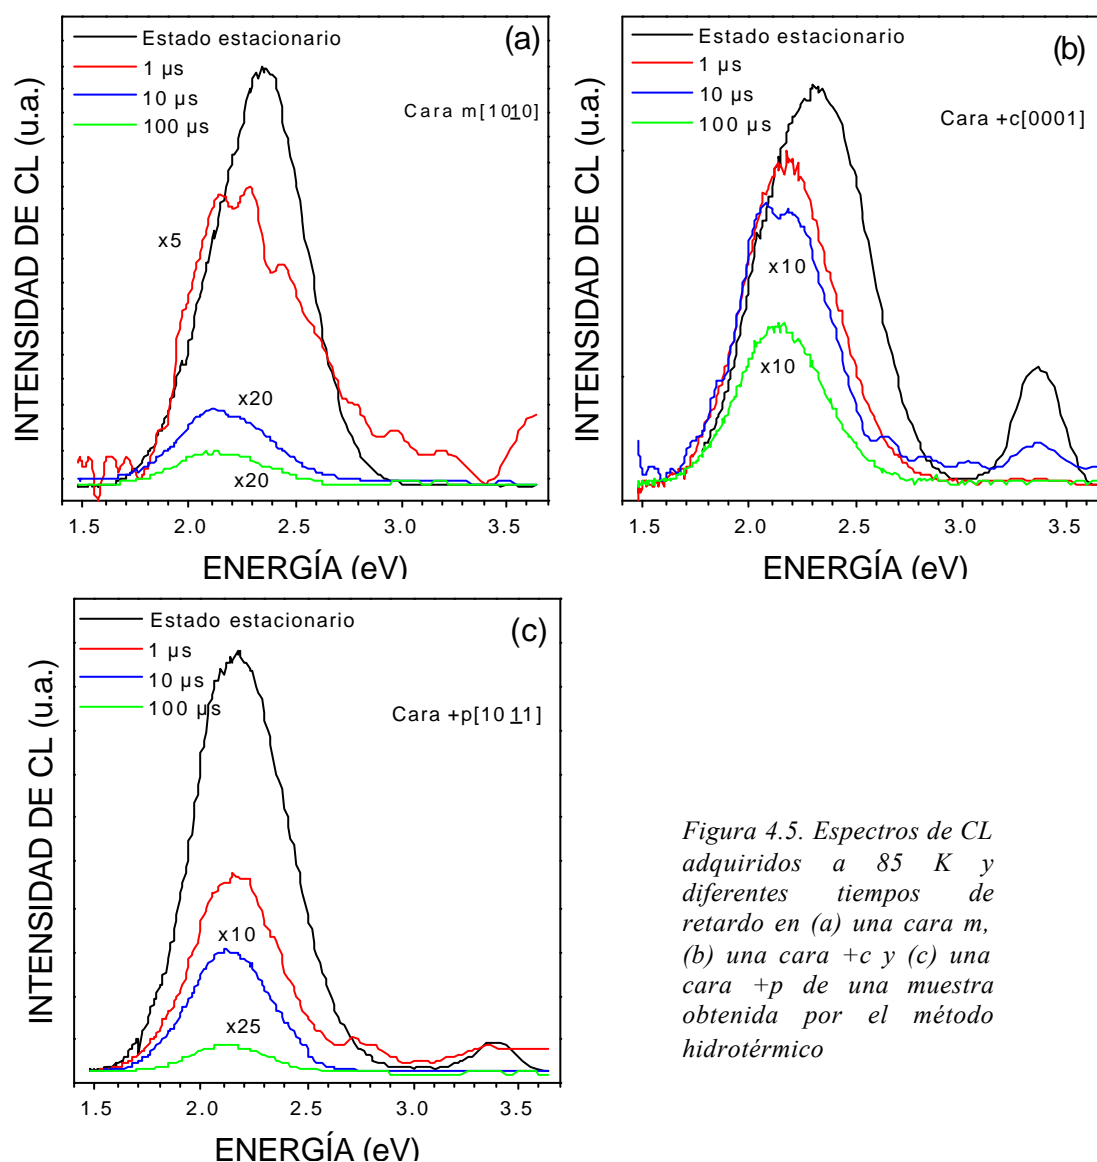 Estado estacionario
1 µs
10 µs
100 µs
(a)
Cara m[101̲0]
x5
x20
x20
INTENSIDAD DE CL (u.a.)
1.5 2.0 2.5 3.0 3.5
ENERGÍA (eV)
Estado estacionario
1 µs
10 µs
100 µs
(b)
Cara +c[0001]
x10
x10
INTENSIDAD DE CL (u.a.)
1.5 2.0 2.5 3.0 3.5
ENERGÍA (eV)
Estado estacionario
1 µs
10 µs
100 µs
(c)
Cara +p[10 1̲1]
x10
x25
INTENSIDAD DE CL (u.a.)
1.5 2.0 2.5 3.0 3.5
ENERGÍA (eV)
Figura 4.5. Espectros de CL
adquiridos a 85 K y
diferentes tiempos de
retardo en (a) una cara m,
(b) una cara +c y (c) una
cara +p de una muestra
obtenida por el método
hidrotérmico